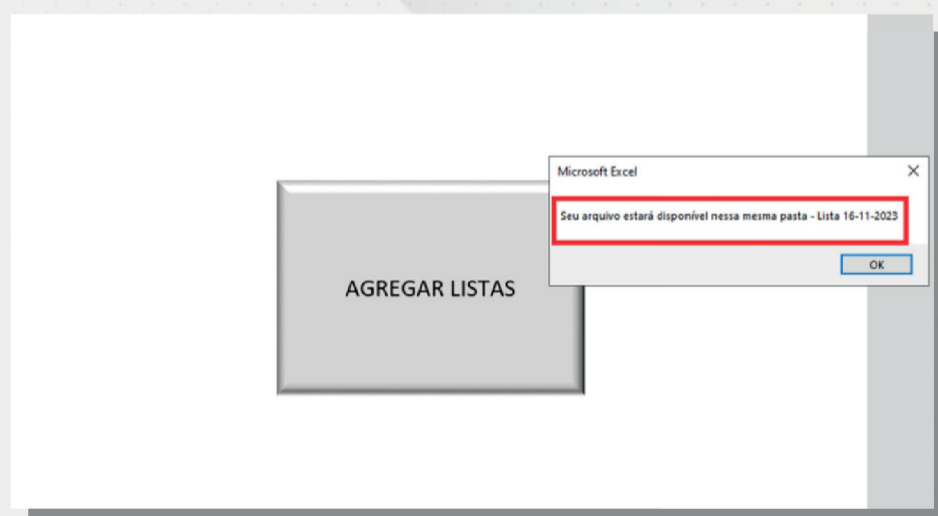 Microsoft Excel
Seu arquivo estará disponível nessa mesma pasta - Lista 16-11-2023
OK
AGREGAR LISTAS